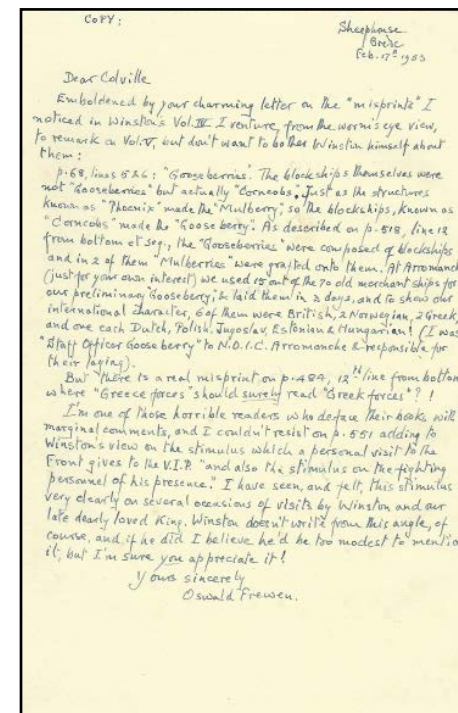 COPY:
Sheephouse
Brede
Feb. 17th 1953
Dear Colville
Emboldened by your charming letter on the "misprints" I
noticed in Winston's Vol. IV I venture, from the worm's eye view,
to remark on Vol. V, but don't want to bother Winston himself about
them:
p.68, lines 5 & 6: "Gooseberries". The blockships themselves were
not "Gooseberries" but actually "Corncobs". Just as the structures
known as "Phoenix" made the "Mulberry", so the blockships, known as
"Corncobs" made the "Gooseberry". As described on p.518, line 12
from bottom et seq., the "Gooseberries" were composed of blockships
and in 2 of them "Mulberries" were grafted onto them. At Arromanch
(just for your own interest) we used 15 out of the 70 old merchant ships for
our preliminary "Gooseberry", & laid them in 2 days, and to show our
international character, 6 of them were British, 2 Norwegian, 2 Greek,
and one each Dutch, Polish, Jugoslav, Estonian & Hungarian! (I was
"Staff Officer Gooseberry" to N.O.I.C. Arromanche & responsible for
their laying).
But there is a real misprint on p.484, 12th line from bottom
where "Greece forces" should surely read "Greek forces"?!
I'm one of those horrible readers who deface their books with
marginal comments, and I couldn't resist on p.551 adding to
Winston's view on the stimulus which a personal visit to the
Front gives to the V.I.P. "and also the stimulus on the fighting
personnel of his presence." I have seen, and felt, this stimulus
very clearly on several occasions of visits by Winston and our
late dearly loved King. Winston doesn't write from this angle, of
course, and if he did I believe he'd be too modest to mentio
it, but I'm sure you appreciate it!
Yours sincerely
Oswald Frewen.